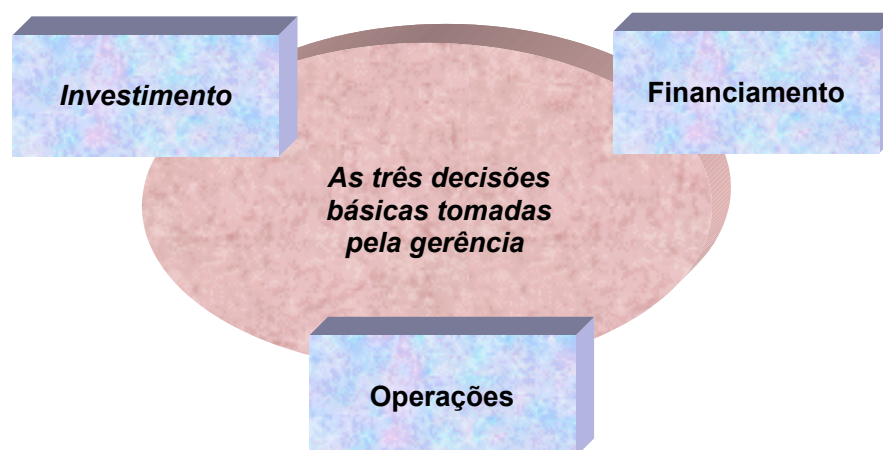 Investimento
Financiamento
As três decisões
básicas tomadas
pela gerência
Operações